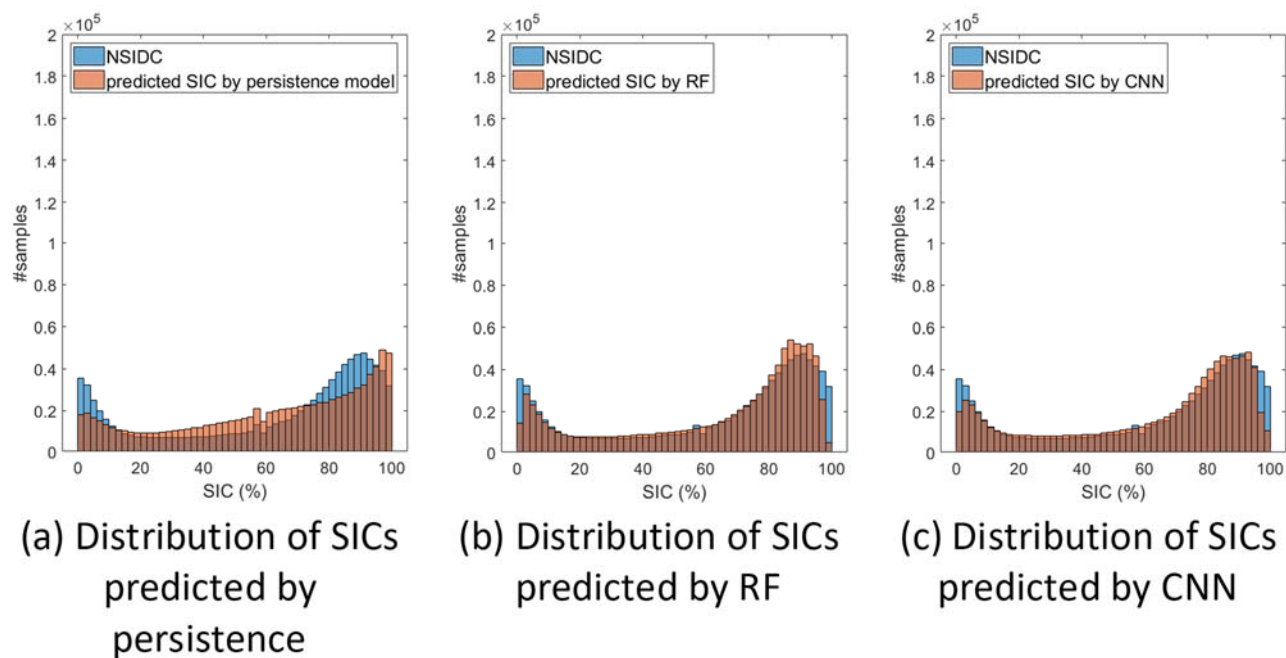 ×10⁵
2
1.8
1.6
1.4
1.2
1
0.8
0.6
0.4
0.2
0
#samples
NSIDC
predicted SIC by persistence model
0 20 40 60 80 100
SIC (%)
(a) Distribution of SICs
predicted by
persistence
×10⁵
2
1.8
1.6
1.4
1.2
1
0.8
0.6
0.4
0.2
0
#samples
NSIDC
predicted SIC by RF
0 20 40 60 80 100
SIC (%)
(b) Distribution of SICs
predicted by RF
×10⁵
2
1.8
1.6
1.4
1.2
1
0.8
0.6
0.4
0.2
0
#samples
NSIDC
predicted SIC by CNN
0 20 40 60 80 100
SIC (%)
(c) Distribution of SICs
predicted by CNN